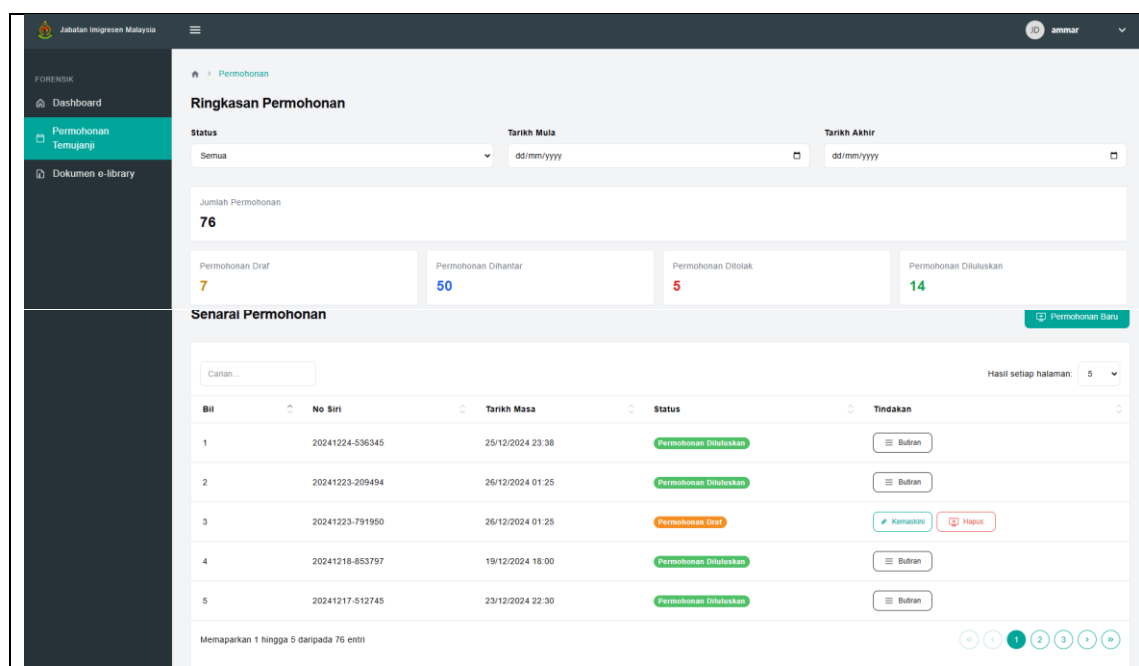 Jabatan Imigresen Malaysia
JD ammar
FORENSIK
Dashboard
Permohonan Temujanji
Dokumen e-library
Permohonan
Ringkasan Permohonan
Status Tarikh Mula Tarikh Akhir
Semua dd/mm/yyyy dd/mm/yyyy
Jumlah Permohonan
76
Permohonan Draf Permohonan Dihantar Permohonan Ditolak Permohonan Diluluskan
7 50 5 14
Senarai Permohonan Permohonan Baru
Carian... Hasil setiap halaman: 5
Bil No Siri Tarikh Masa Status Tindakan
1 20241224-536345 25/12/2024 23:38 Permohonan Diluluskan Butiran
2 20241223-209494 26/12/2024 01:25 Permohonan Diluluskan Butiran
3 20241223-791950 26/12/2024 01:25 Permohonan Draf Kemaskini Hapus
4 20241218-853797 19/12/2024 18:00 Permohonan Diluluskan Butiran
5 20241217-512745 23/12/2024 22:30 Permohonan Diluluskan Butiran
Memaparkan 1 hingga 5 daripada 76 entri « ‹ 1 2 3 › »